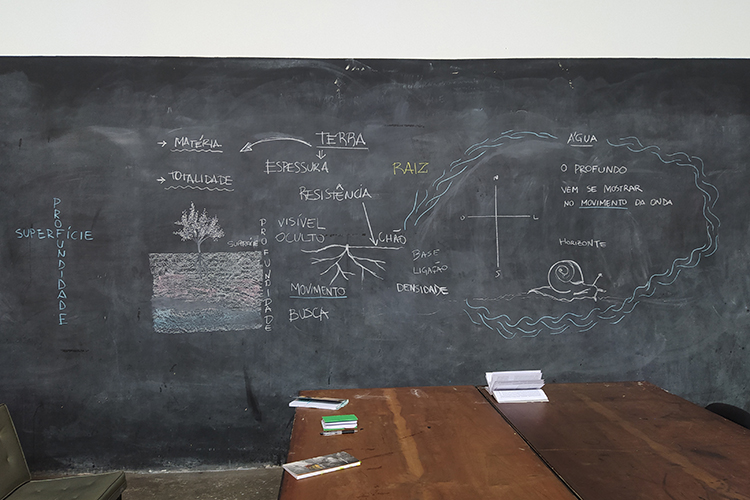 SUPERFÍCIE
PROFUNDIDADE
→ MATÉRIA
→ TOTALIDADE
TERRA
ESPESSURA
RESISTÊNCIA
RAIZ
SUPERFÍCIE
PROFUNDIDADE
VISÍVEL
OCULTO
CHÃO
BASE
LIGAÇÃO
DENSIDADE
MOVIMENTO
BUSCA
ÁGUA
O PROFUNDO
VEM SE MOSTRAR
NO MOVIMENTO DA ONDA
N
O L
S
HORIZONTE